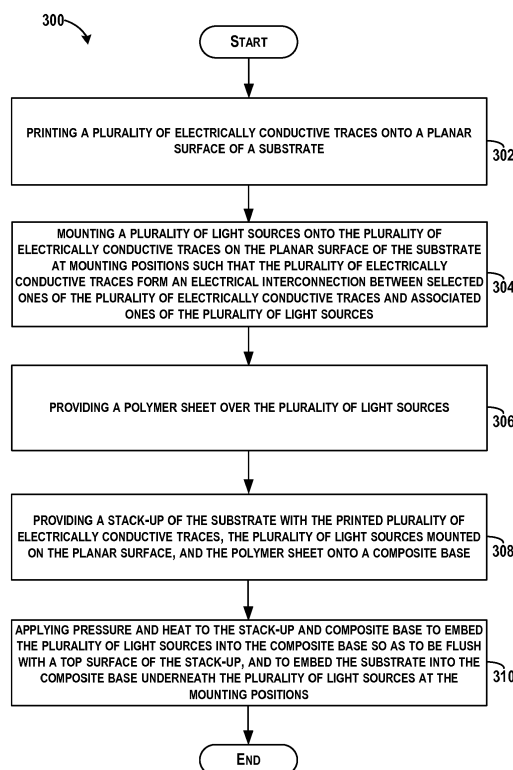 300
START
PRINTING A PLURALITY OF ELECTRICALLY CONDUCTIVE TRACES ONTO A PLANAR
SURFACE OF A SUBSTRATE
302
MOUNTING A PLURALITY OF LIGHT SOURCES ONTO THE PLURALITY OF
ELECTRICALLY CONDUCTIVE TRACES ON THE PLANAR SURFACE OF THE SUBSTRATE
AT MOUNTING POSITIONS SUCH THAT THE PLURALITY OF ELECTRICALLY
CONDUCTIVE TRACES FORM AN ELECTRICAL INTERCONNECTION BETWEEN SELECTED
ONES OF THE PLURALITY OF ELECTRICALLY CONDUCTIVE TRACES AND ASSOCIATED
ONES OF THE PLURALITY OF LIGHT SOURCES
304
PROVIDING A POLYMER SHEET OVER THE PLURALITY OF LIGHT SOURCES
306
PROVIDING A STACK-UP OF THE SUBSTRATE WITH THE PRINTED PLURALITY OF
ELECTRICALLY CONDUCTIVE TRACES, THE PLURALITY OF LIGHT SOURCES MOUNTED
ON THE PLANAR SURFACE, AND THE POLYMER SHEET ONTO A COMPOSITE BASE
308
APPLYING PRESSURE AND HEAT TO THE STACK-UP AND COMPOSITE BASE TO EMBED
THE PLURALITY OF LIGHT SOURCES INTO THE COMPOSITE BASE SO AS TO BE FLUSH
WITH A TOP SURFACE OF THE STACK-UP, AND TO EMBED THE SUBSTRATE INTO THE
COMPOSITE BASE UNDERNEATH THE PLURALITY OF LIGHT SOURCES AT THE
MOUNTING POSITIONS
310
END